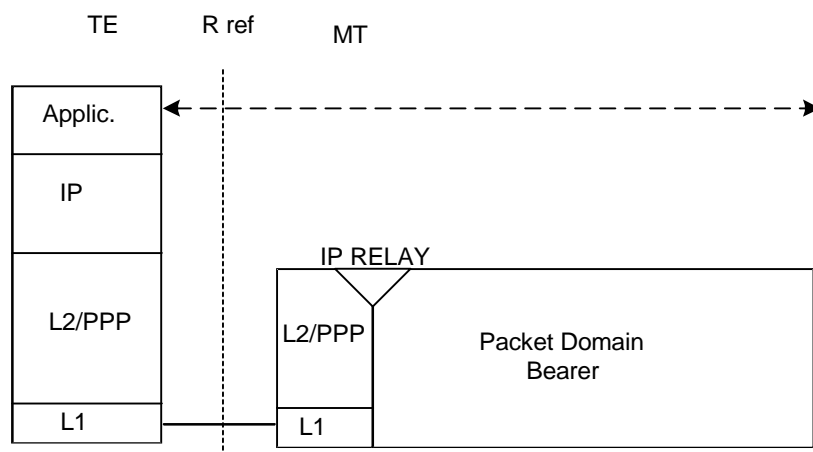 TE
R ref
MT
Applic.
IP
IP RELAY
L2/PPP
L2/PPP
Packet Domain
Bearer
L1
L1